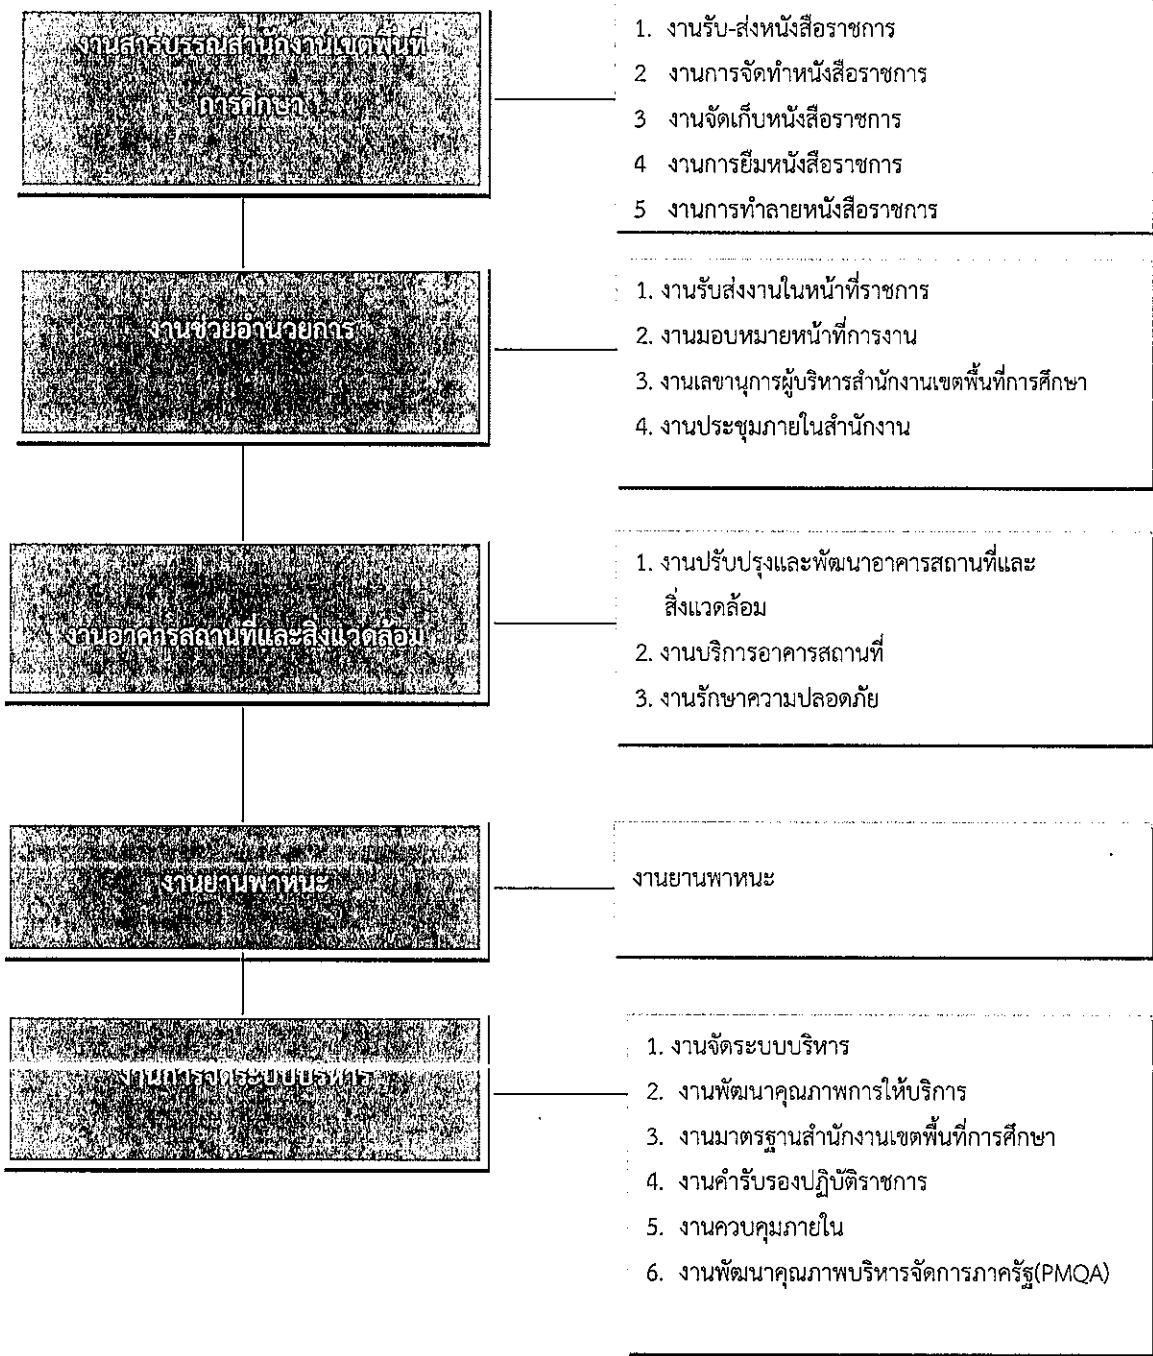 งานสารบรรณสำนักงานเขตพื้นที่
การศึกษา
1. งานรับ-ส่งหนังสือราชการ
2 งานการจัดทำหนังสือราชการ
3 งานจัดเก็บหนังสือราชการ
4 งานการยืมหนังสือราชการ
5 งานการทำลายหนังสือราชการ
งานช่วยอำนวยการ
1. งานรับส่งงานในหน้าที่ราชการ
2. งานมอบหมายหน้าที่การงาน
3. งานเลขานุการผู้บริหารสำนักงานเขตพื้นที่การศึกษา
4. งานประชุมภายในสำนักงาน
งานอาคารสถานที่และสิ่งแวดล้อม
1. งานปรับปรุงและพัฒนาอาคารสถานที่และ
สิ่งแวดล้อม
2. งานบริการอาคารสถานที่
3. งานรักษาความปลอดภัย
งานยานพาหนะ
งานยานพาหนะ
งานการจัดระบบบริหาร
1. งานจัดระบบบริหาร
2. งานพัฒนาคุณภาพการให้บริการ
3. งานมาตรฐานสำนักงานเขตพื้นที่การศึกษา
4. งานคำรับรองปฏิบัติราชการ
5. งานควบคุมภายใน
6. งานพัฒนาคุณภาพบริหารจัดการภาครัฐ(PMQA)